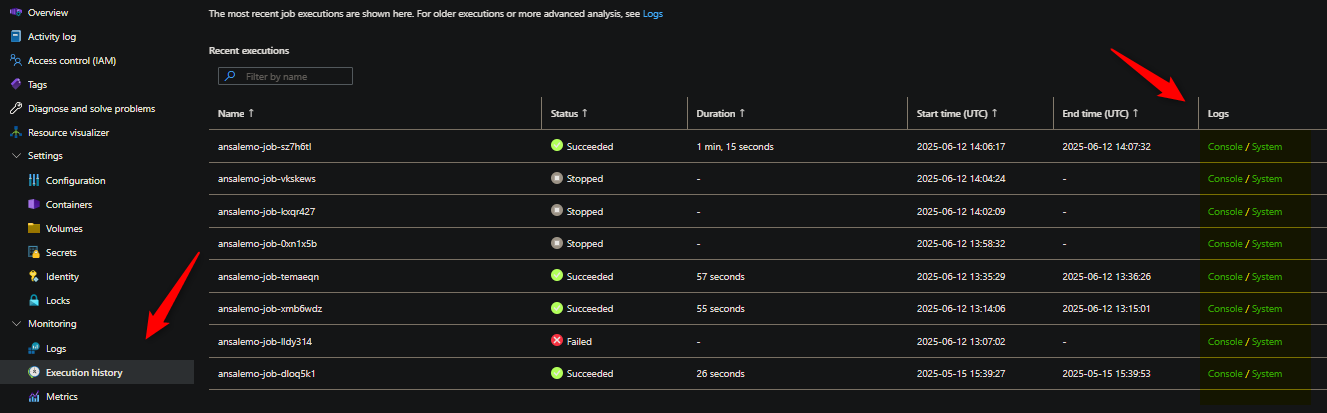 Overview
Activity log
Access control (IAM)
Tags
Diagnose and solve problems
Resource visualizer
Settings
Configuration
Containers
Volumes
Secrets
Identity
Locks
Monitoring
Logs
Execution history
Metrics
The most recent job executions are shown here. For older executions or more advanced analysis, see Logs
Recent executions
Filter by name
Name ↑ Status ↑ Duration ↑ Start time (UTC) ↑ End time (UTC) ↑ Logs
ansalemo-job-sz7h6tl Succeeded 1 min, 15 seconds 2025-06-12 14:06:17 2025-06-12 14:07:32 Console / System
ansalemo-job-vkskews Stopped - 2025-06-12 14:04:24 - Console / System
ansalemo-job-kxqr427 Stopped - 2025-06-12 14:02:09 - Console / System
ansalemo-job-0xn1x5b Stopped - 2025-06-12 13:58:32 - Console / System
ansalemo-job-temaeqn Succeeded 57 seconds 2025-06-12 13:35:29 2025-06-12 13:36:26 Console / System
ansalemo-job-xmb6wdz Succeeded 55 seconds 2025-06-12 13:14:06 2025-06-12 13:15:01 Console / System
ansalemo-job-lldy314 Failed - 2025-06-12 13:07:02 - Console / System
ansalemo-job-dloq5k1 Succeeded 26 seconds 2025-05-15 15:39:27 2025-05-15 15:39:53 Console / System